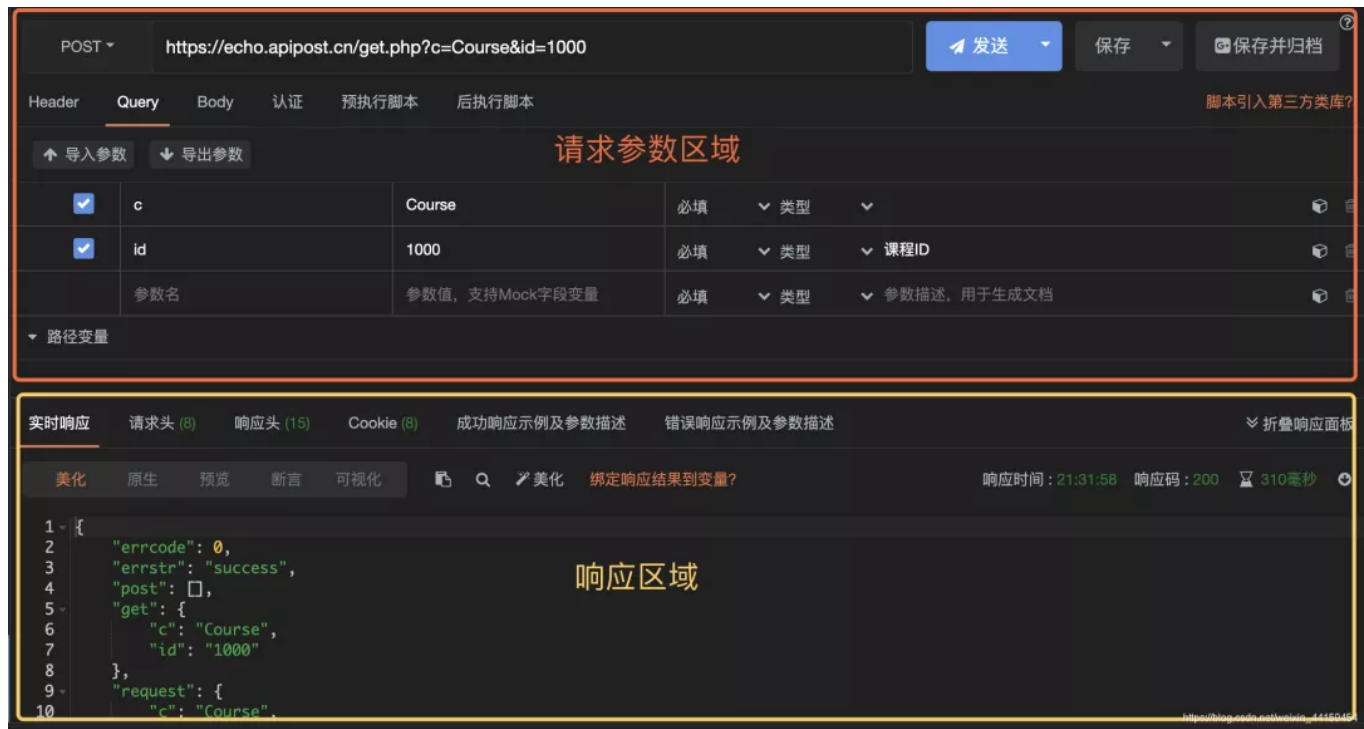 POST https://echo.apipost.cn/get.php?c=Course&id=1000 发送 保存 保存并归档
Header Query Body 认证 预执行脚本 后执行脚本 脚本引入第三方类库?
导入参数 导出参数 请求参数区域
c Course 必填 类型
id 1000 必填 类型 课程ID
参数名 参数值，支持Mock字段变量 必填 类型 参数描述，用于生成文档
路径变量
实时响应 请求头 (8) 响应头 (15) Cookie (8) 成功响应示例及参数描述 错误响应示例及参数描述 折叠响应面板
美化 原生 预览 断言 可视化 美化 绑定响应结果到变量? 响应时间 : 21:31:58 响应码 : 200 310毫秒
1 {
2 "errcode": 0,
3 "errstr": "success",
响应区域
4 "post": [],
5 "get": {
6 "c": "Course",
7 "id": "1000"
8 },
9 "request": {
10 "c": "Course",
https://blog.csdn.net/weixin_44150454